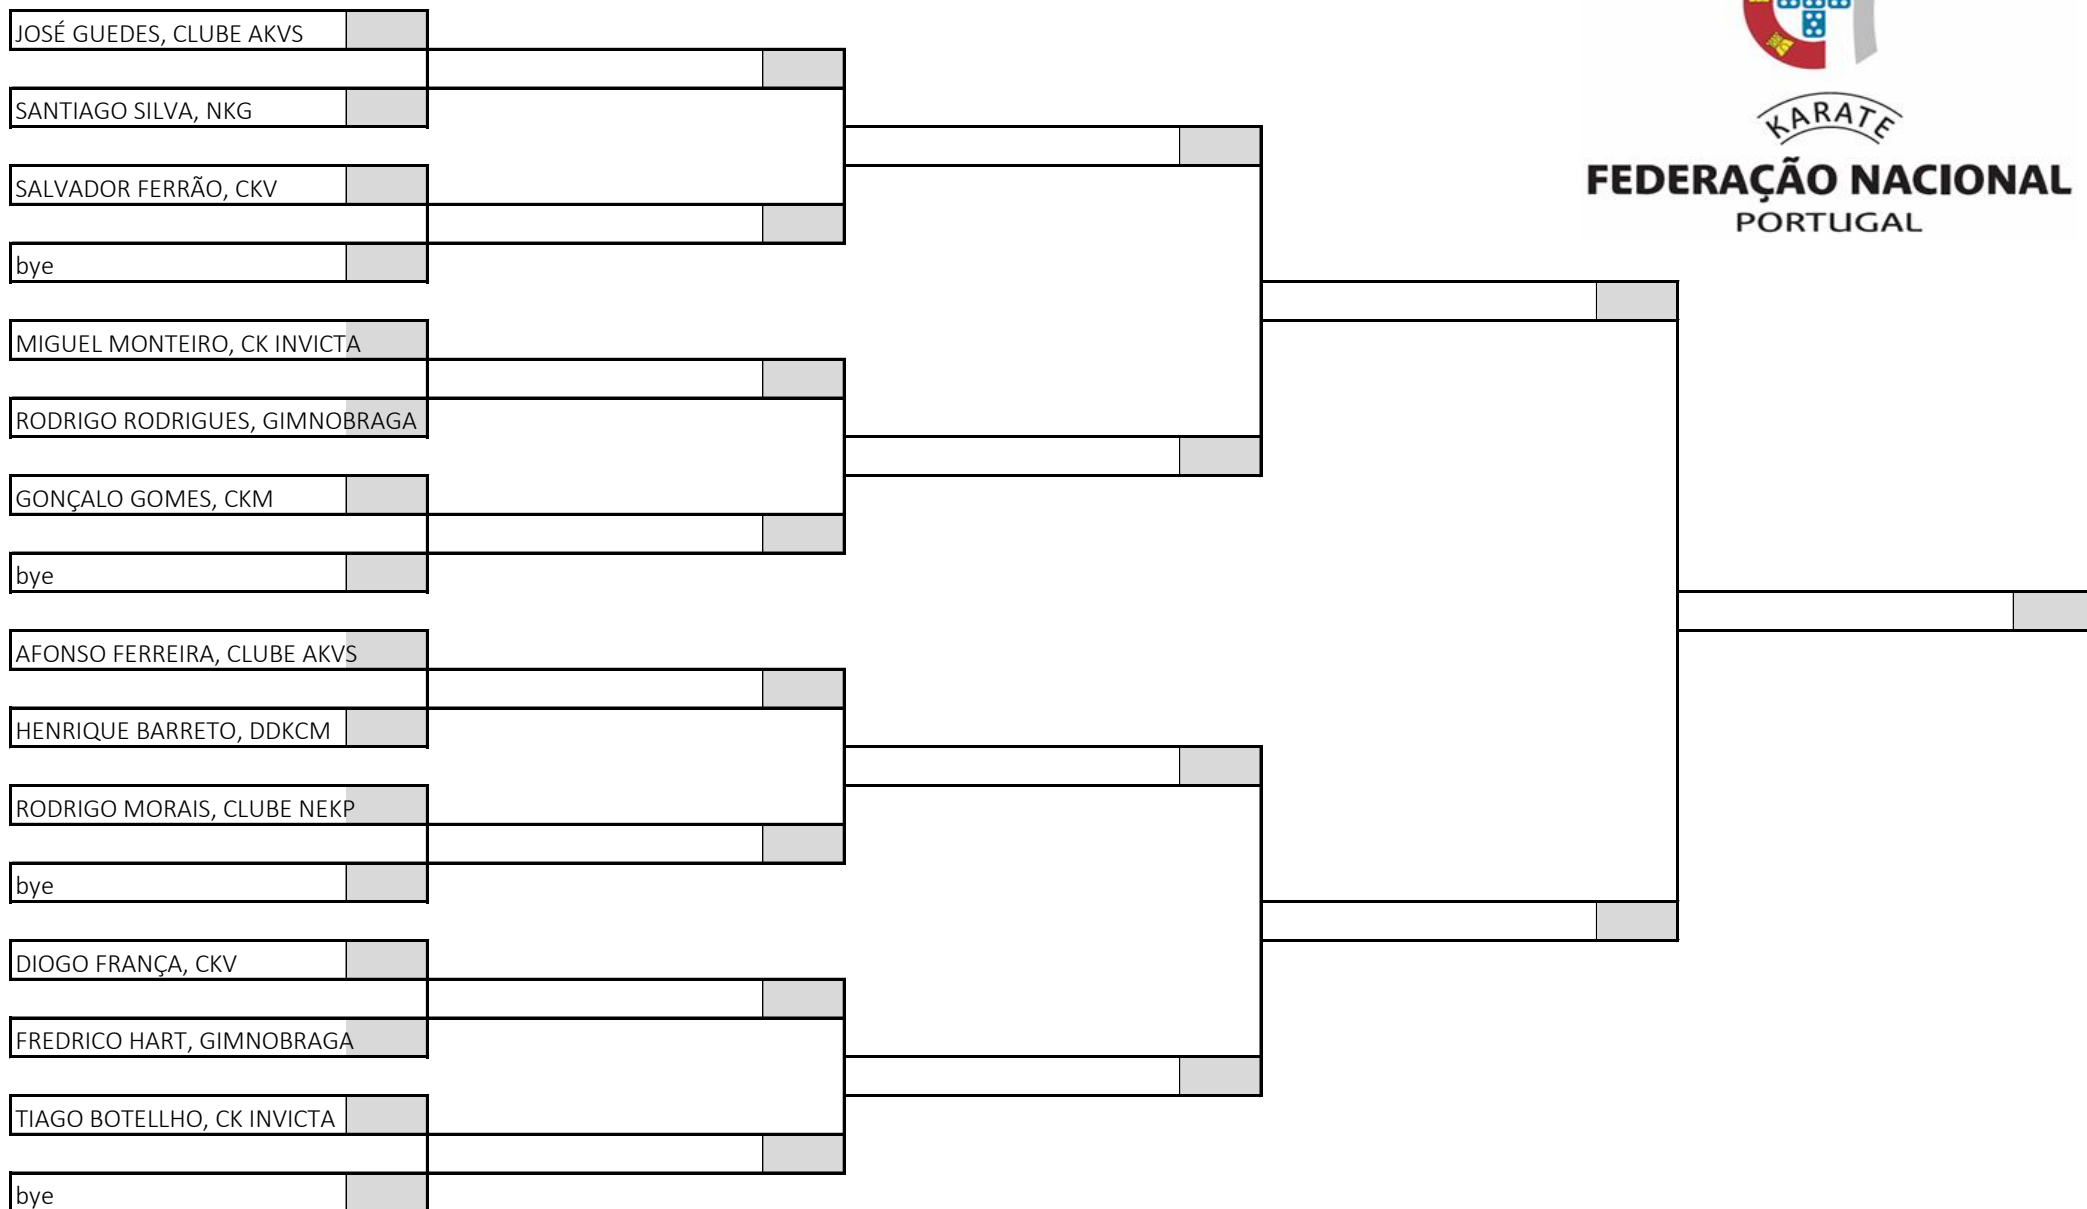 JOSÉ GUEDES, CLUBE AKVS
SANTIAGO SILVA, NKG
SALVADOR FERRÃO, CKV
bye
MIGUEL MONTEIRO, CK INVICTA
RODRIGO RODRIGUES, GIMNOBRAGA
GONÇALO GOMES, CKM
bye
AFONSO FERREIRA, CLUBE AKVS
HENRIQUE BARRETO, DDKCM
RODRIGO MORAIS, CLUBE NEKP
bye
DIOGO FRANÇA, CKV
FREDRICO HART, GIMNOBRAGA
TIAGO BOTELLHO, CK INVICTA
bye
KARATE
FEDERAÇÃO NACIONAL
PORTUGAL